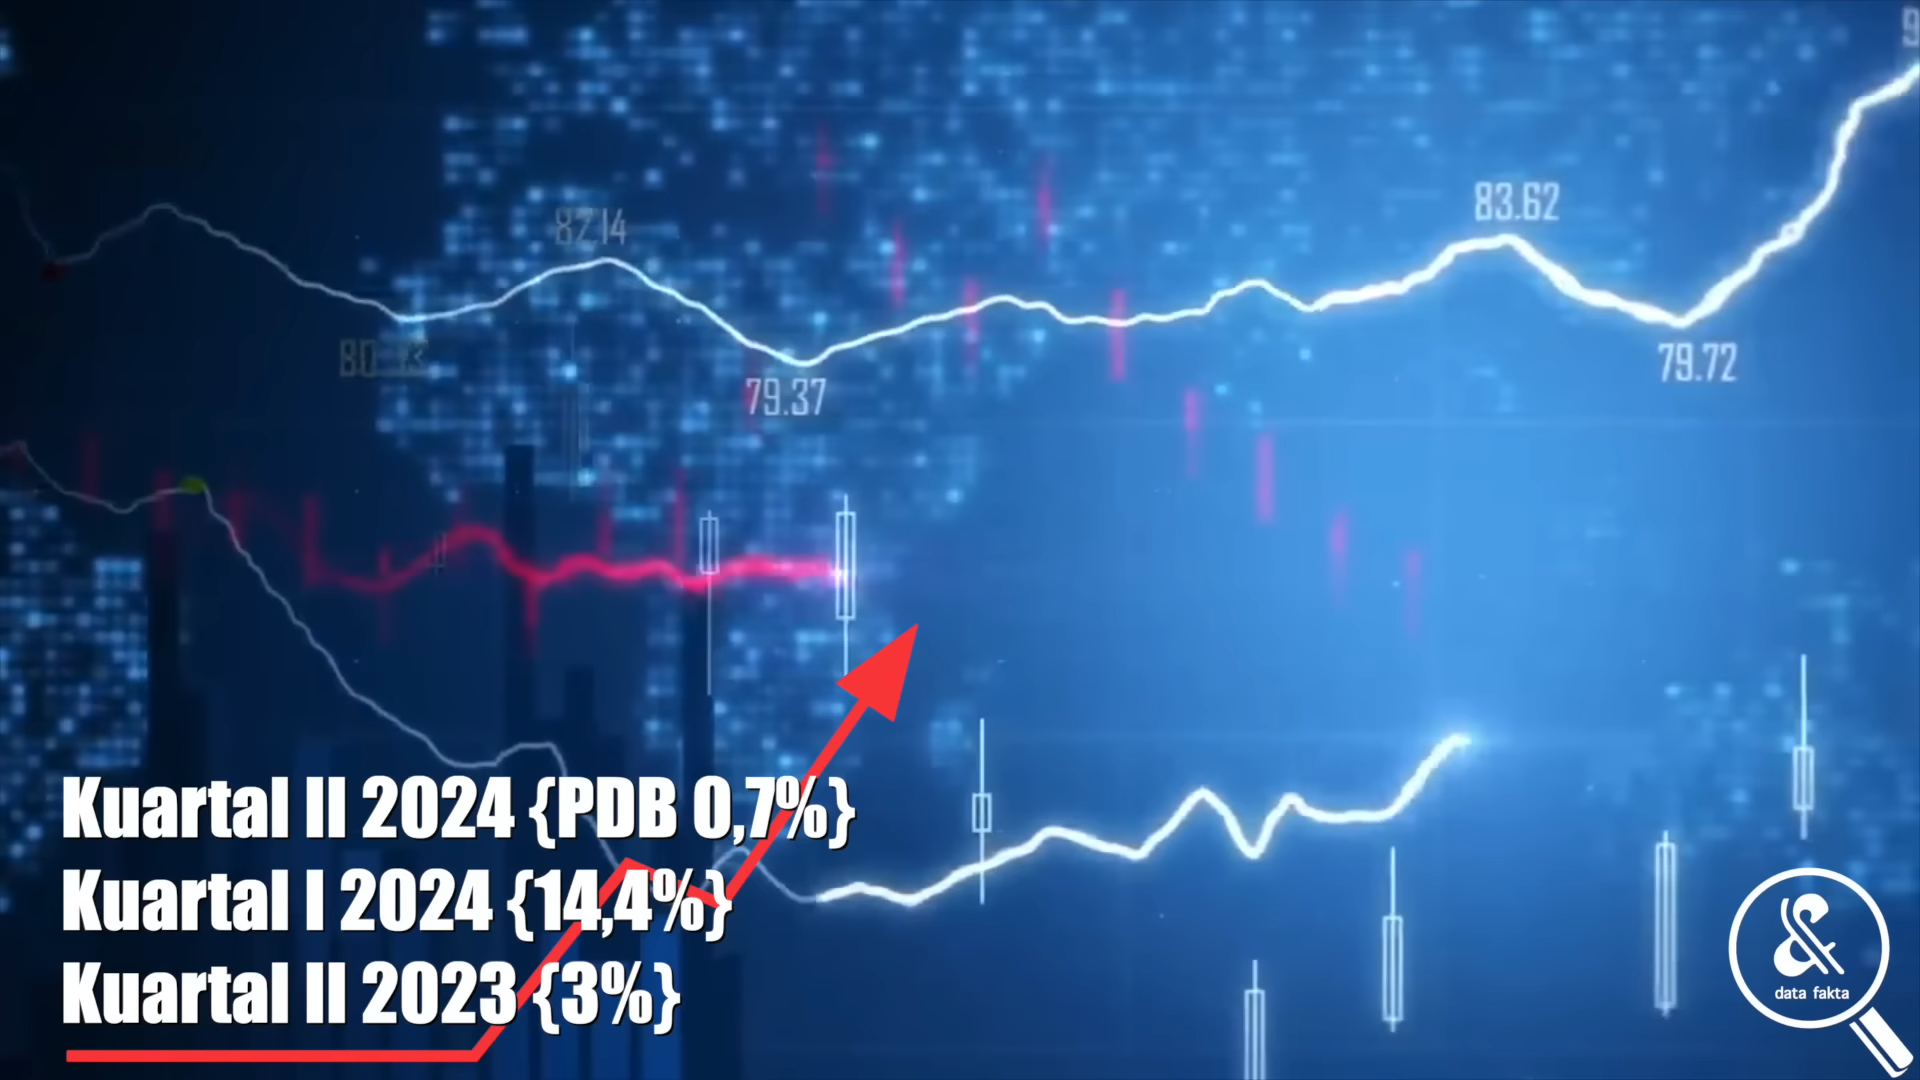 82.14
83.62
79.72
79.37
Kuartal II 2024 {PDB 0,7%}
Kuartal I 2024 {14,4%}
Kuartal II 2023 {3%}
&
data fakta